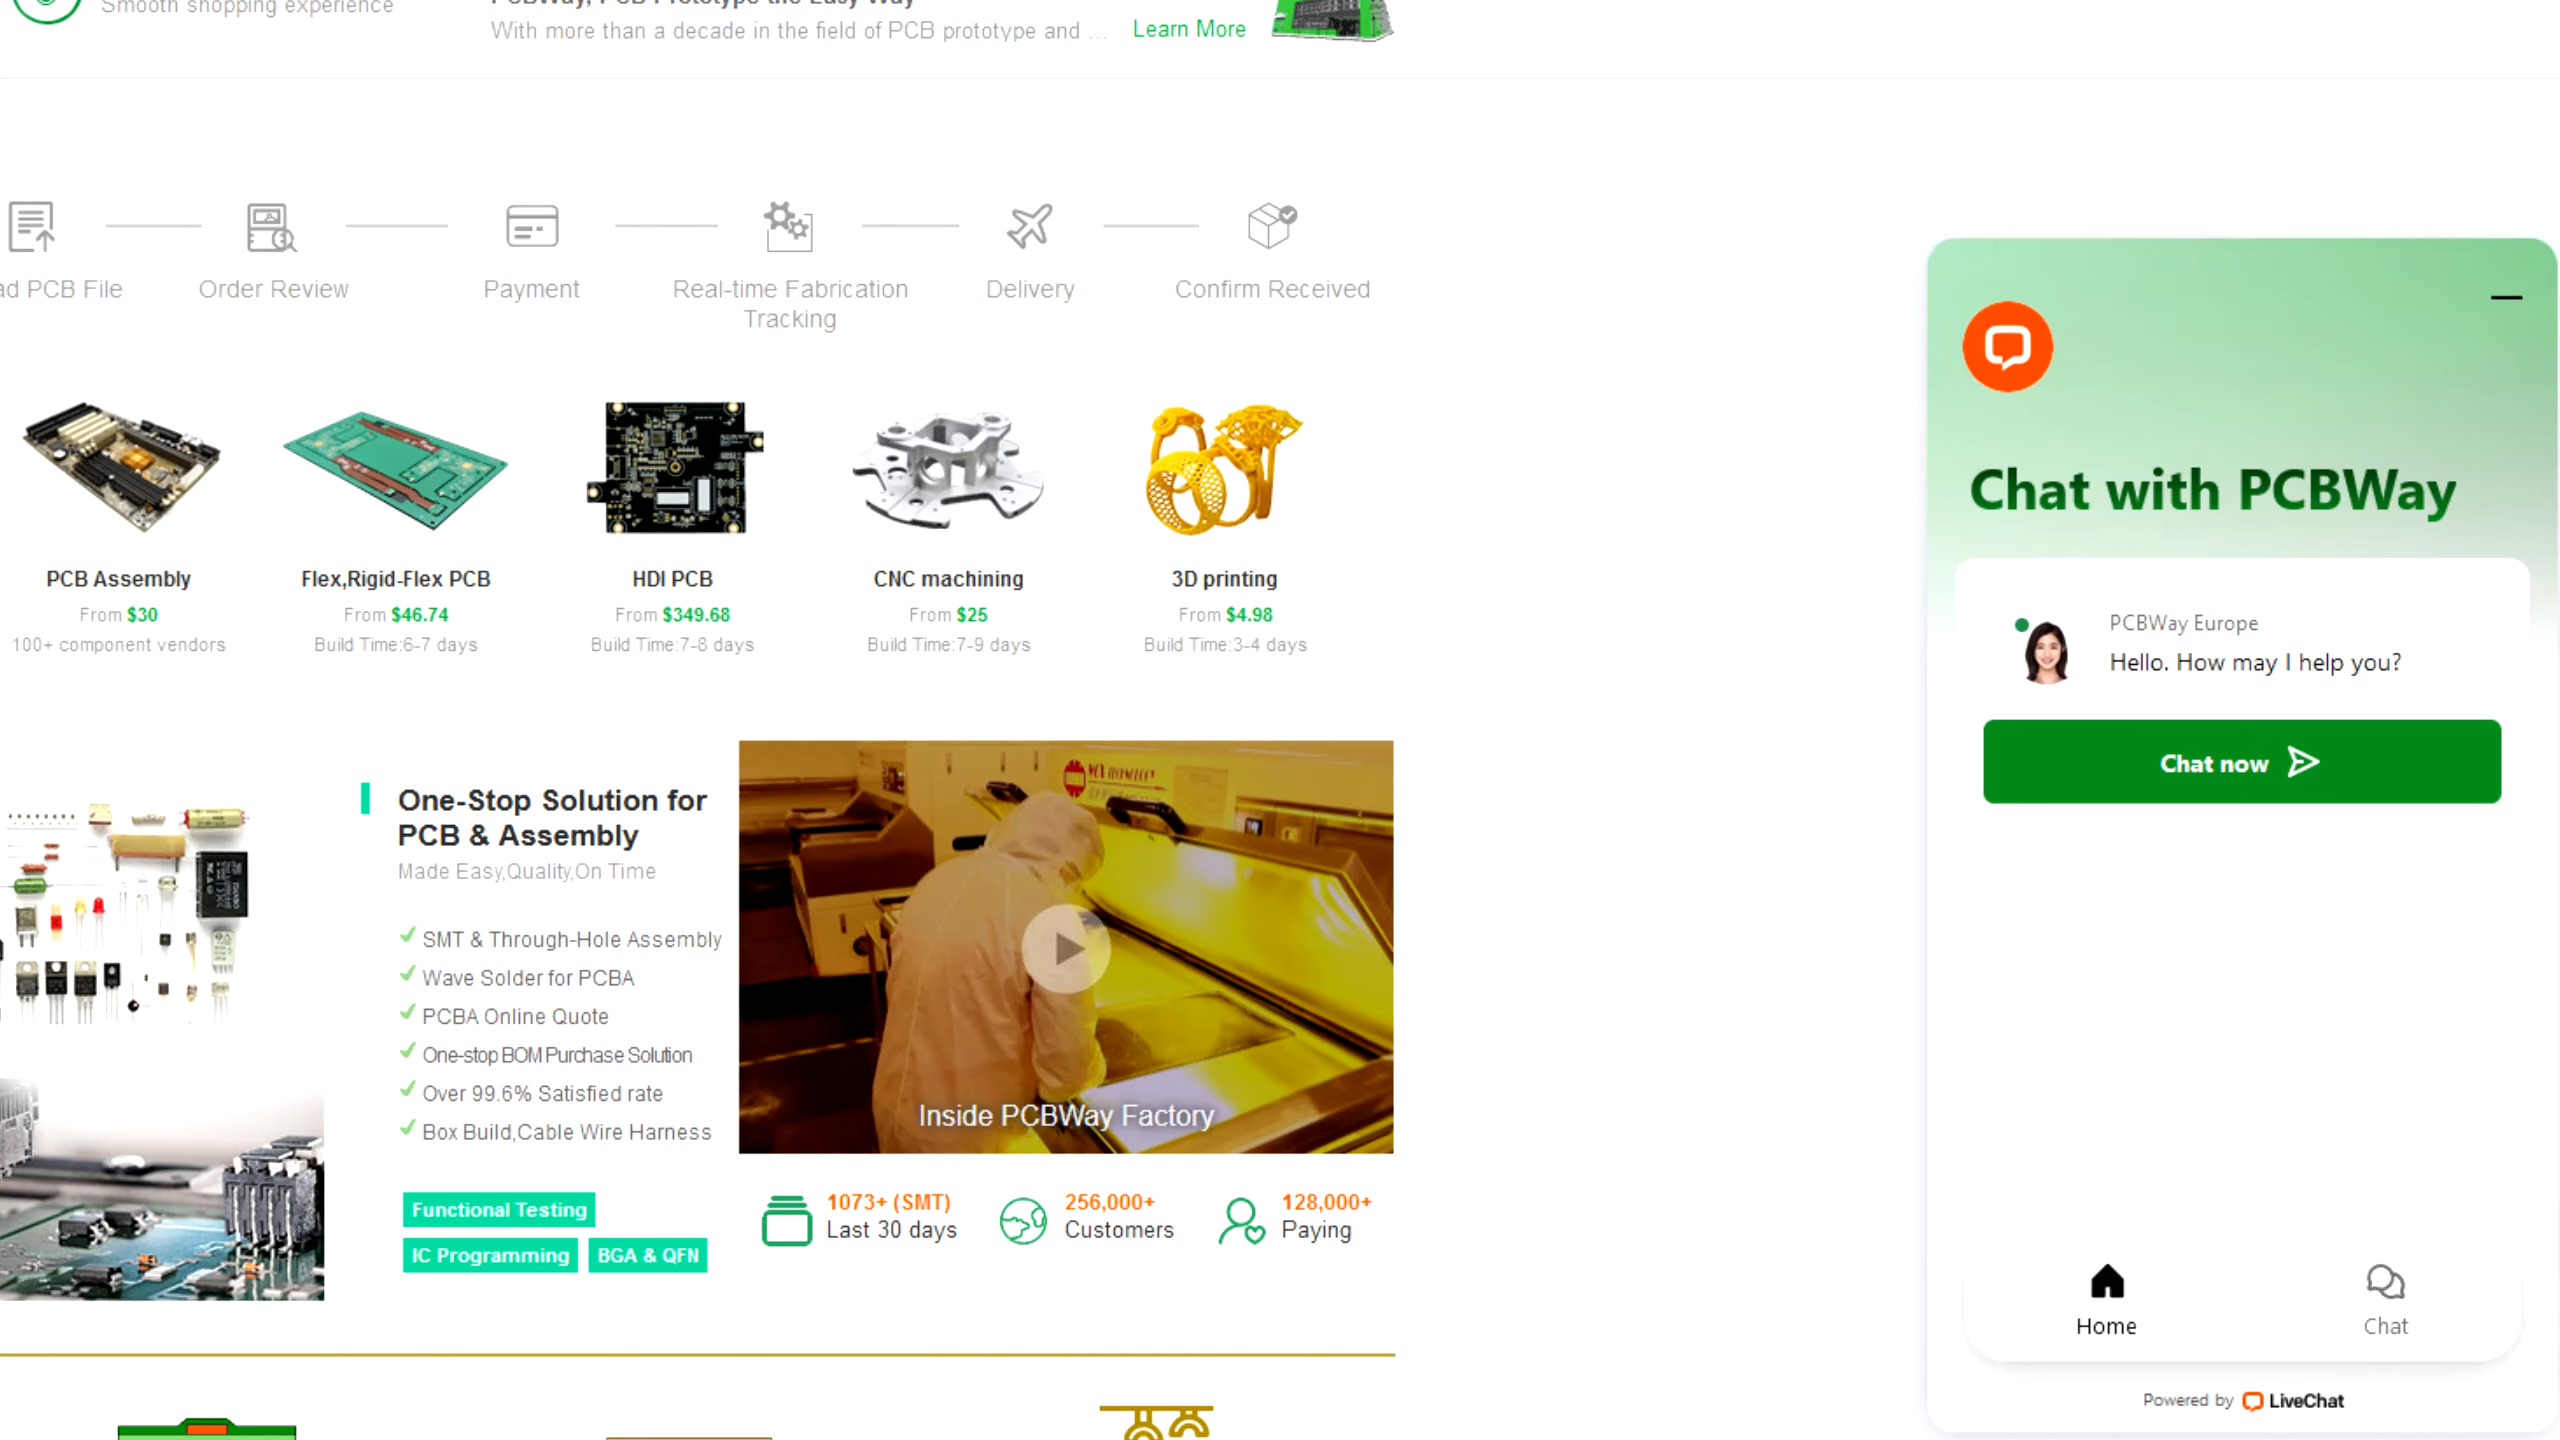 Smooth shopping experience
PCBWay, PCB Prototype the Easy Way
With more than a decade in the field of PCB prototype and ...
Learn More
ad PCB File
Order Review
Payment
Real-time Fabrication
Tracking
Delivery
Confirm Received
PCB Assembly
From $30
100+ component vendors
Flex,Rigid-Flex PCB
From $46.74
Build Time:6-7 days
HDI PCB
From $349.68
Build Time:7-8 days
CNC machining
From $25
Build Time:7-9 days
3D printing
From $4.98
Build Time:3-4 days
One-Stop Solution for
PCB & Assembly
Made Easy,Quality,On Time
SMT & Through-Hole Assembly
Wave Solder for PCBA
PCBA Online Quote
One-stop BOM Purchase Solution
Over 99.6% Satisfied rate
Box Build,Cable Wire Harness
Functional Testing
IC Programming
BGA & QFN
Inside PCBWay Factory
1073+ (SMT)
Last 30 days
256,000+
Customers
128,000+
Paying
Chat with PCBWay
PCBWay Europe
Hello. How may I help you?
Chat now
Home
Chat
Powered by LiveChat